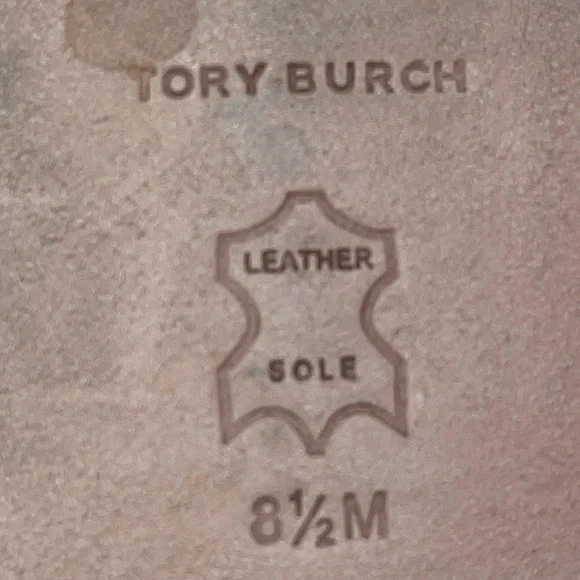 TORY BURCH
LEATHER
SOLE
8½M